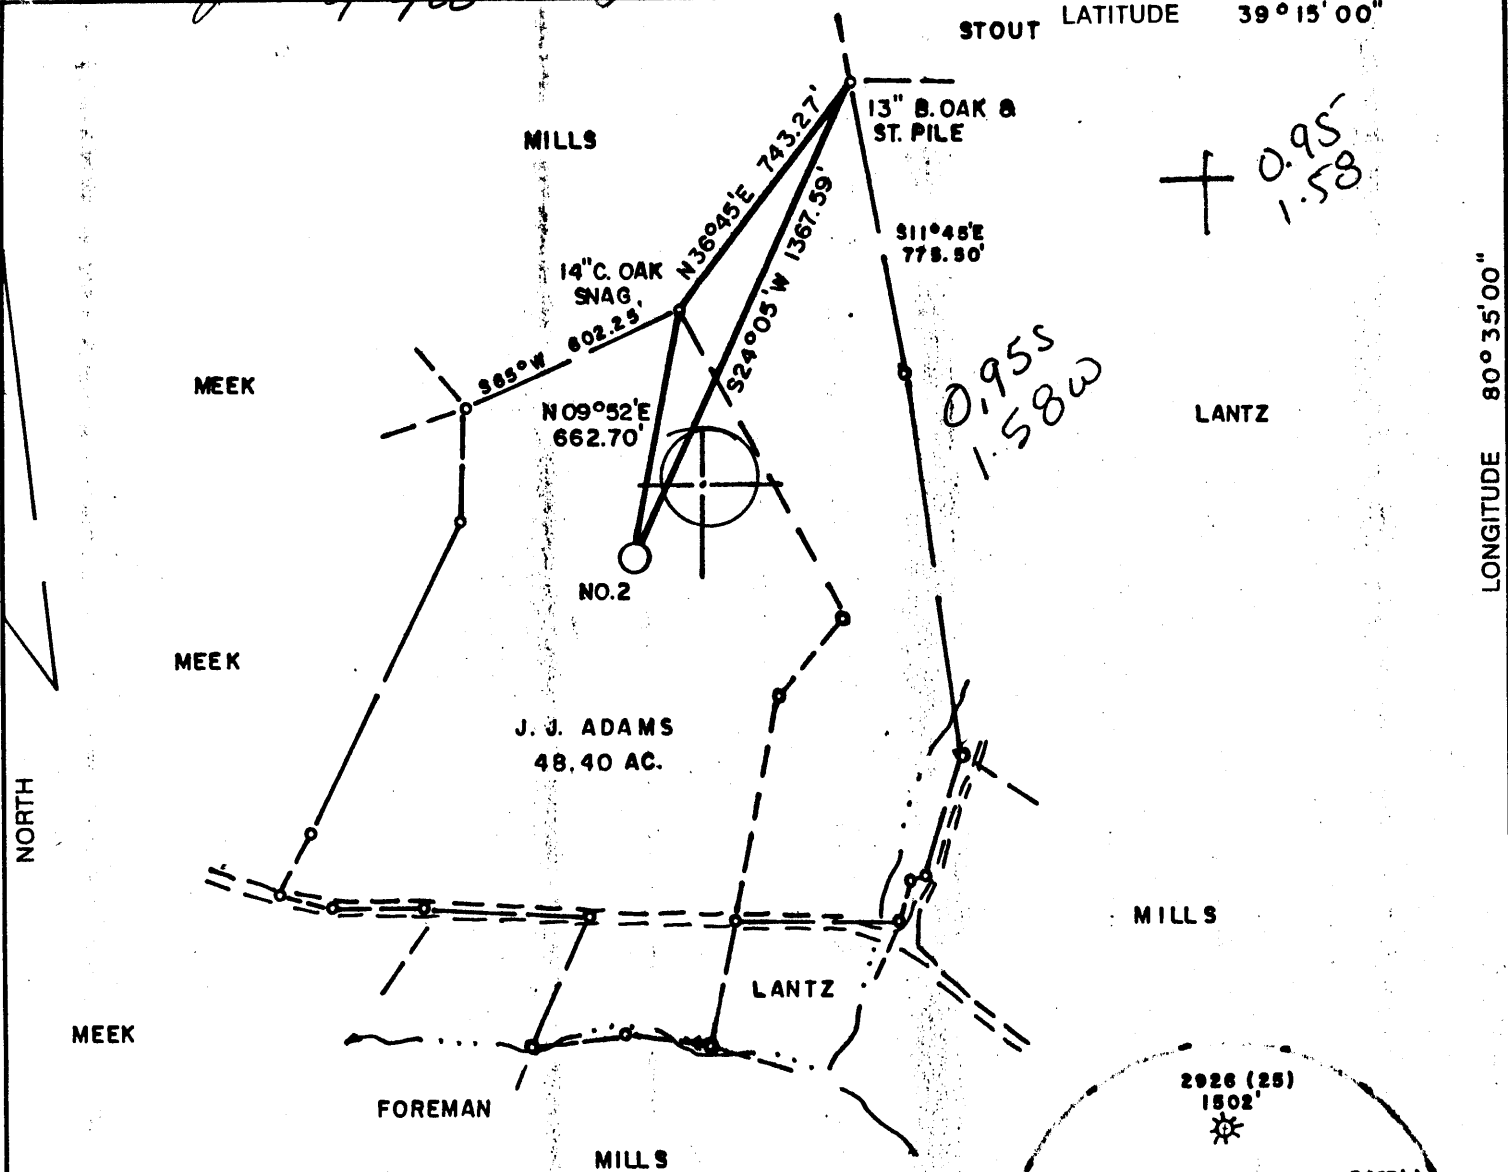 LATITUDE 39°15'00"
STOUT
13" B. OAK &
ST. PILE
MILLS
0.95
1.58
N36°45'E 743.27'
S24°05'W 1367.59'
S11°45'E
775.50'
14" C. OAK
SNAG
S65°W 602.25'
LONGITUDE 80°35'00"
MEEK
N09°52'E
662.70'
0.95s
1.58w
LANTZ
NO.2
MEEK
J. J. ADAMS
48.40 AC.
NORTH
MILLS
LANTZ
MEEK
FOREMAN
2926 (25)
1502'
MILLS